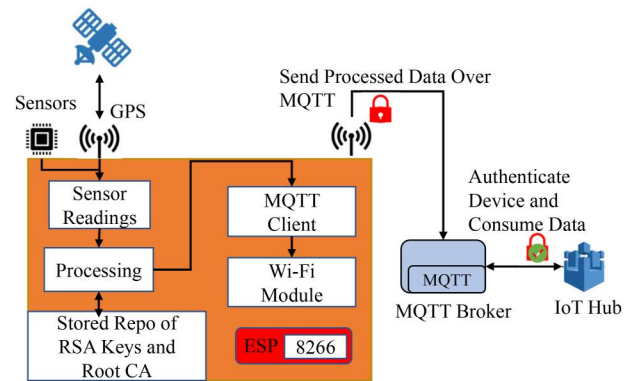 Sensors
GPS
Send Processed Data Over
MQTT
Sensor
Readings
Processing
Stored Repo of
RSA Keys and
Root CA
MQTT
Client
Wi-Fi
Module
ESP 8266
Authenticate
Device and
Consume Data
MQTT
MQTT Broker
IoT Hub